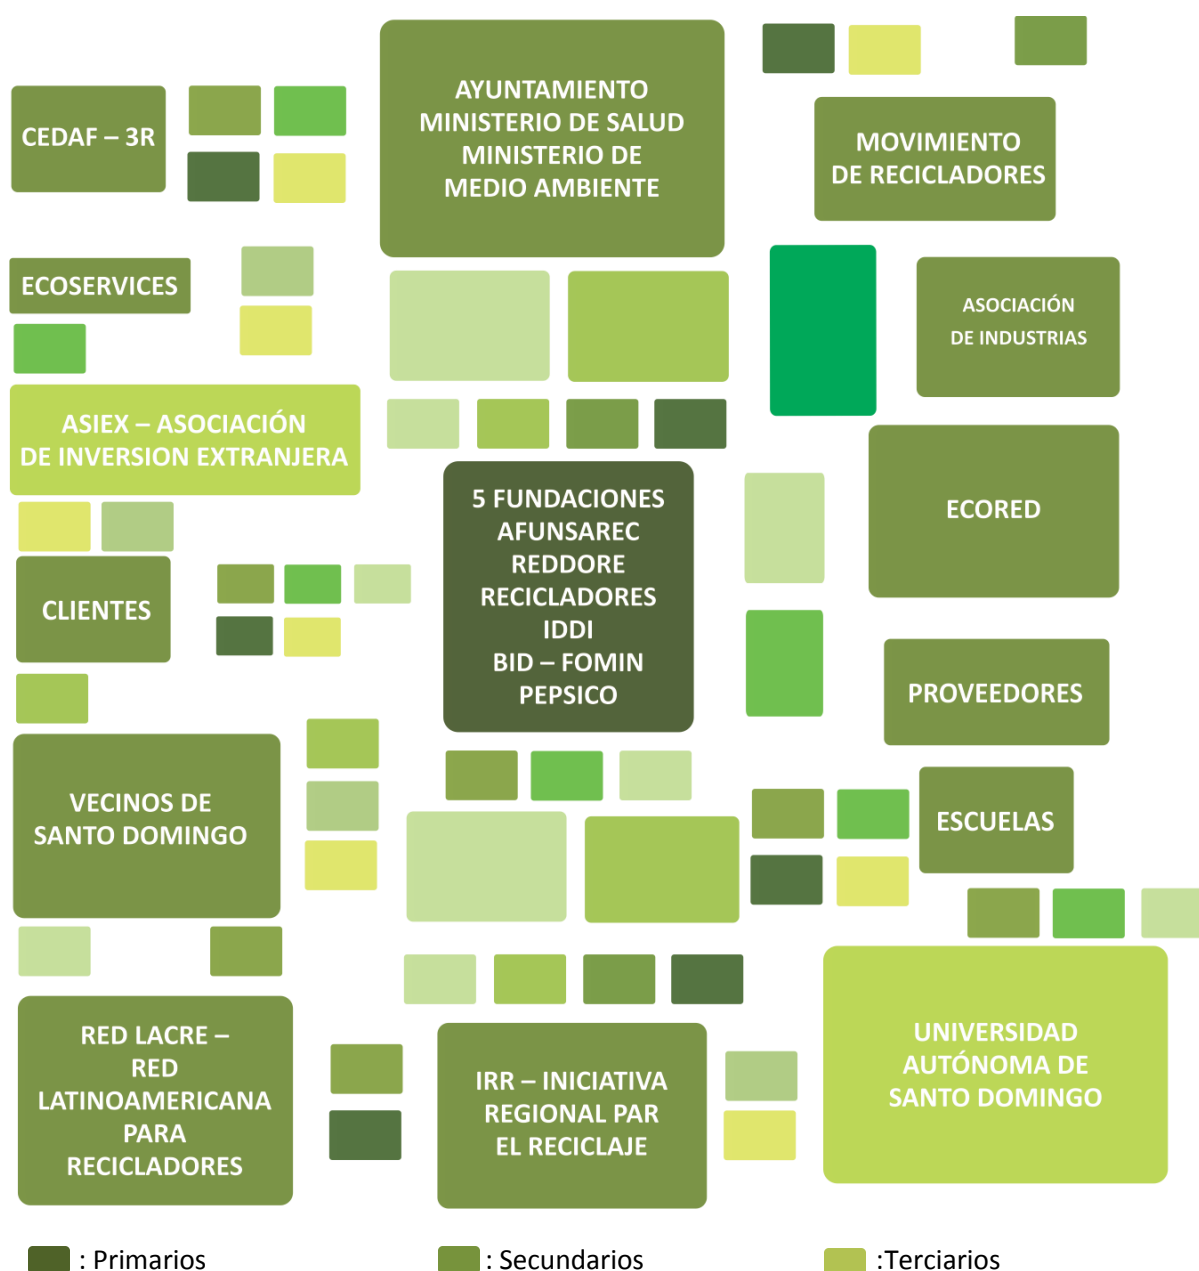 AYUNTAMIENTO
MINISTERIO DE SALUD
MINISTERIO DE
MEDIO AMBIENTE
CEDAF – 3R
MOVIMIENTO
DE RECICLADORES
ECOSERVICES
ASOCIACIÓN
DE INDUSTRIAS
ASIEX – ASOCIACIÓN
DE INVERSION EXTRANJERA
5 FUNDACIONES
AFUNSAREC
REDDORE
RECICLADORES
IDDI
BID – FOMIN
PEPSICO
ECORED
CLIENTES
PROVEEDORES
VECINOS DE
SANTO DOMINGO
ESCUELAS
RED LACRE –
RED
LATINOAMERICANA
PARA
RECICLADORES
IRR – INICIATIVA
REGIONAL PAR
EL RECICLAJE
UNIVERSIDAD
AUTÓNOMA DE
SANTO DOMINGO
: Primarios
: Secundarios
:Terciarios